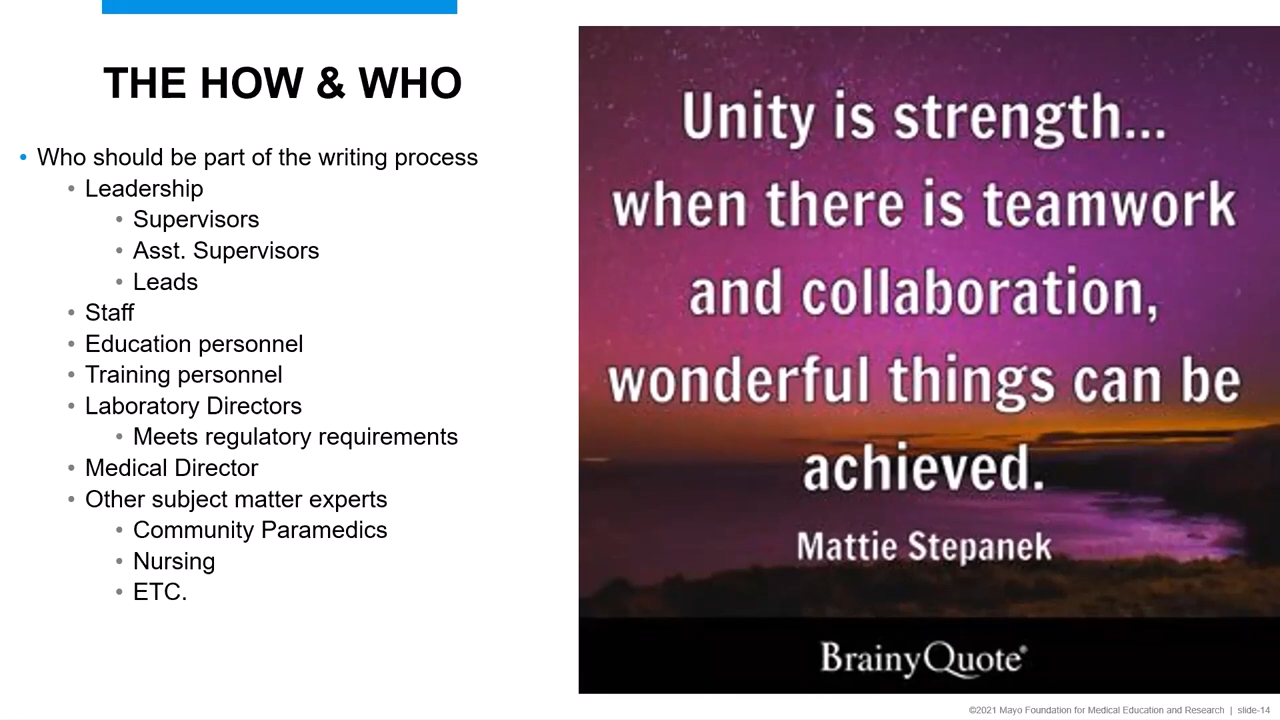 THE HOW & WHO
• Who should be part of the writing process
• Leadership
• Supervisors
• Asst. Supervisors
• Leads
• Staff
• Education personnel
• Training personnel
• Laboratory Directors
• Meets regulatory requirements
• Medical Director
• Other subject matter experts
• Community Paramedics
• Nursing
• ETC.
Unity is strength...
when there is teamwork
and collaboration,
wonderful things can be
achieved.
Mattie Stepanek
BrainyQuote®
©2021 Mayo Foundation for Medical Education and Research | slide-14